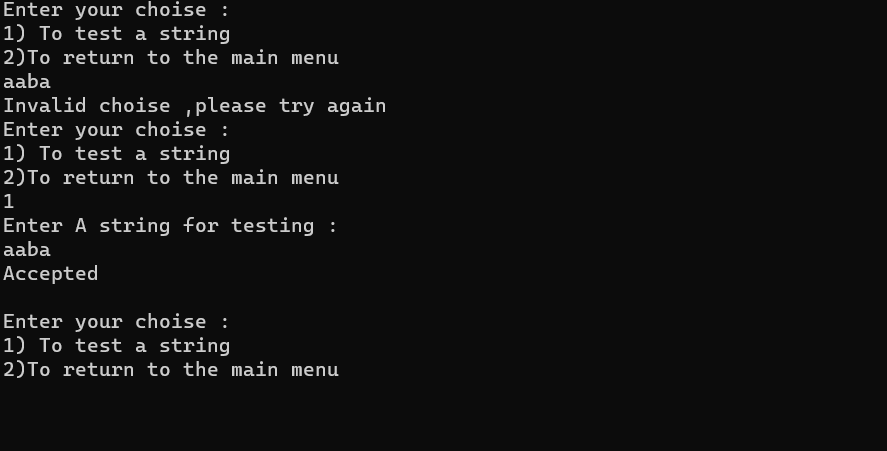 Enter your choise :
1) To test a string
2)To return to the main menu
aaba
Invalid choise ,please try again
Enter your choise :
1) To test a string
2)To return to the main menu
1
Enter A string for testing :
aaba
Accepted
Enter your choise :
1) To test a string
2)To return to the main menu